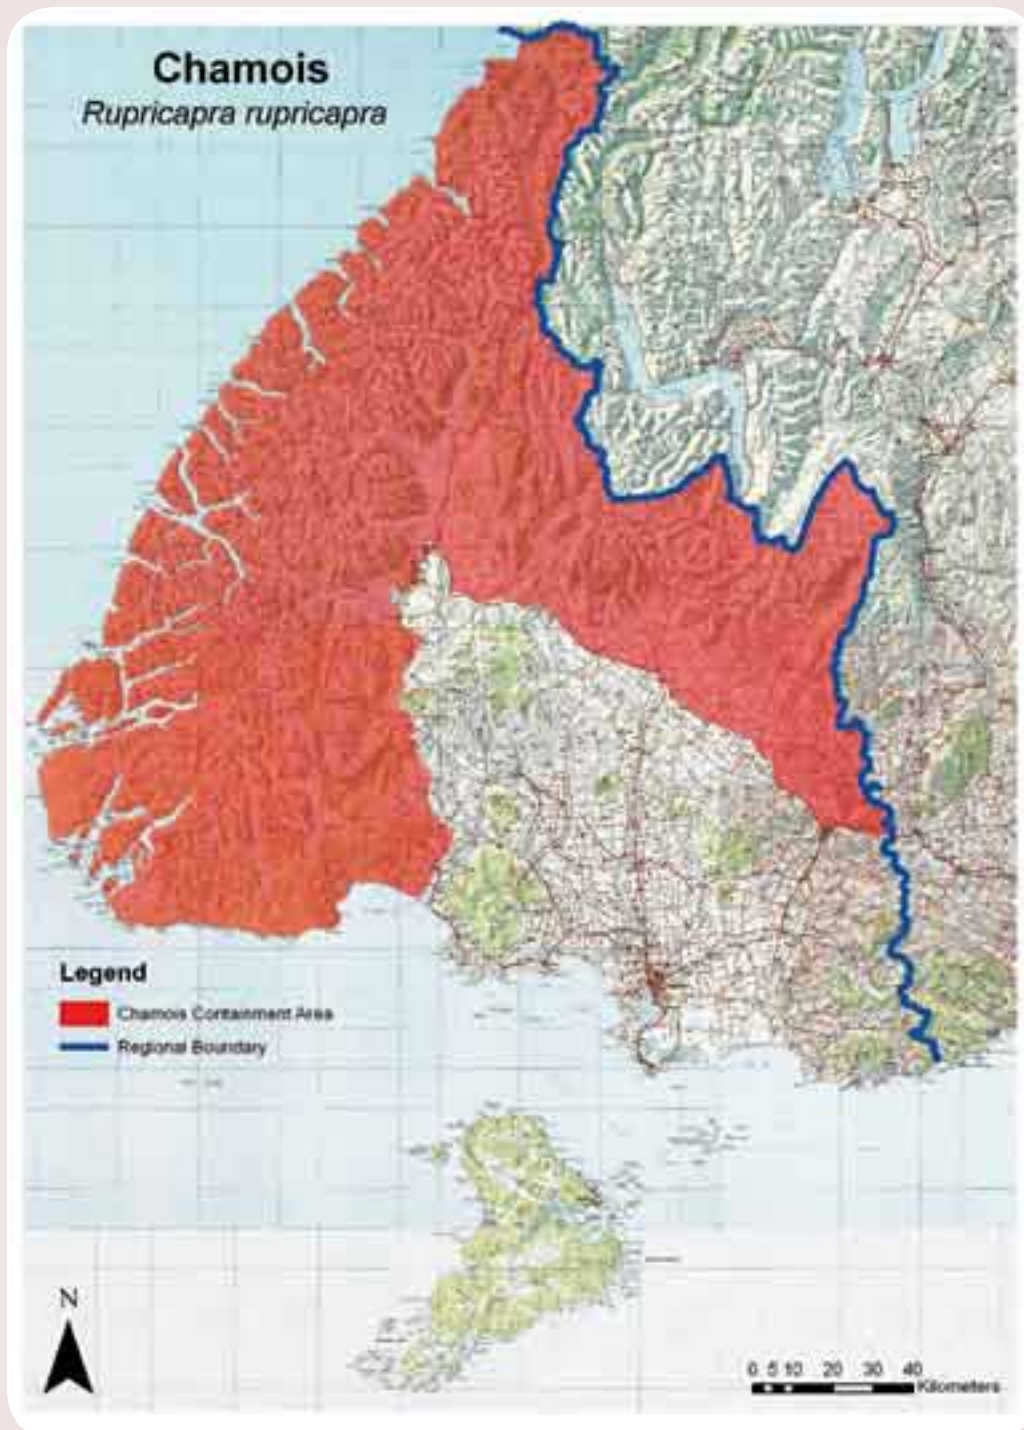 Chamois
Rupricapra rupricapra
Legend
Chamois Containment Area
Regional Boundary
N
0 5 10 20 30 40
Kilometers